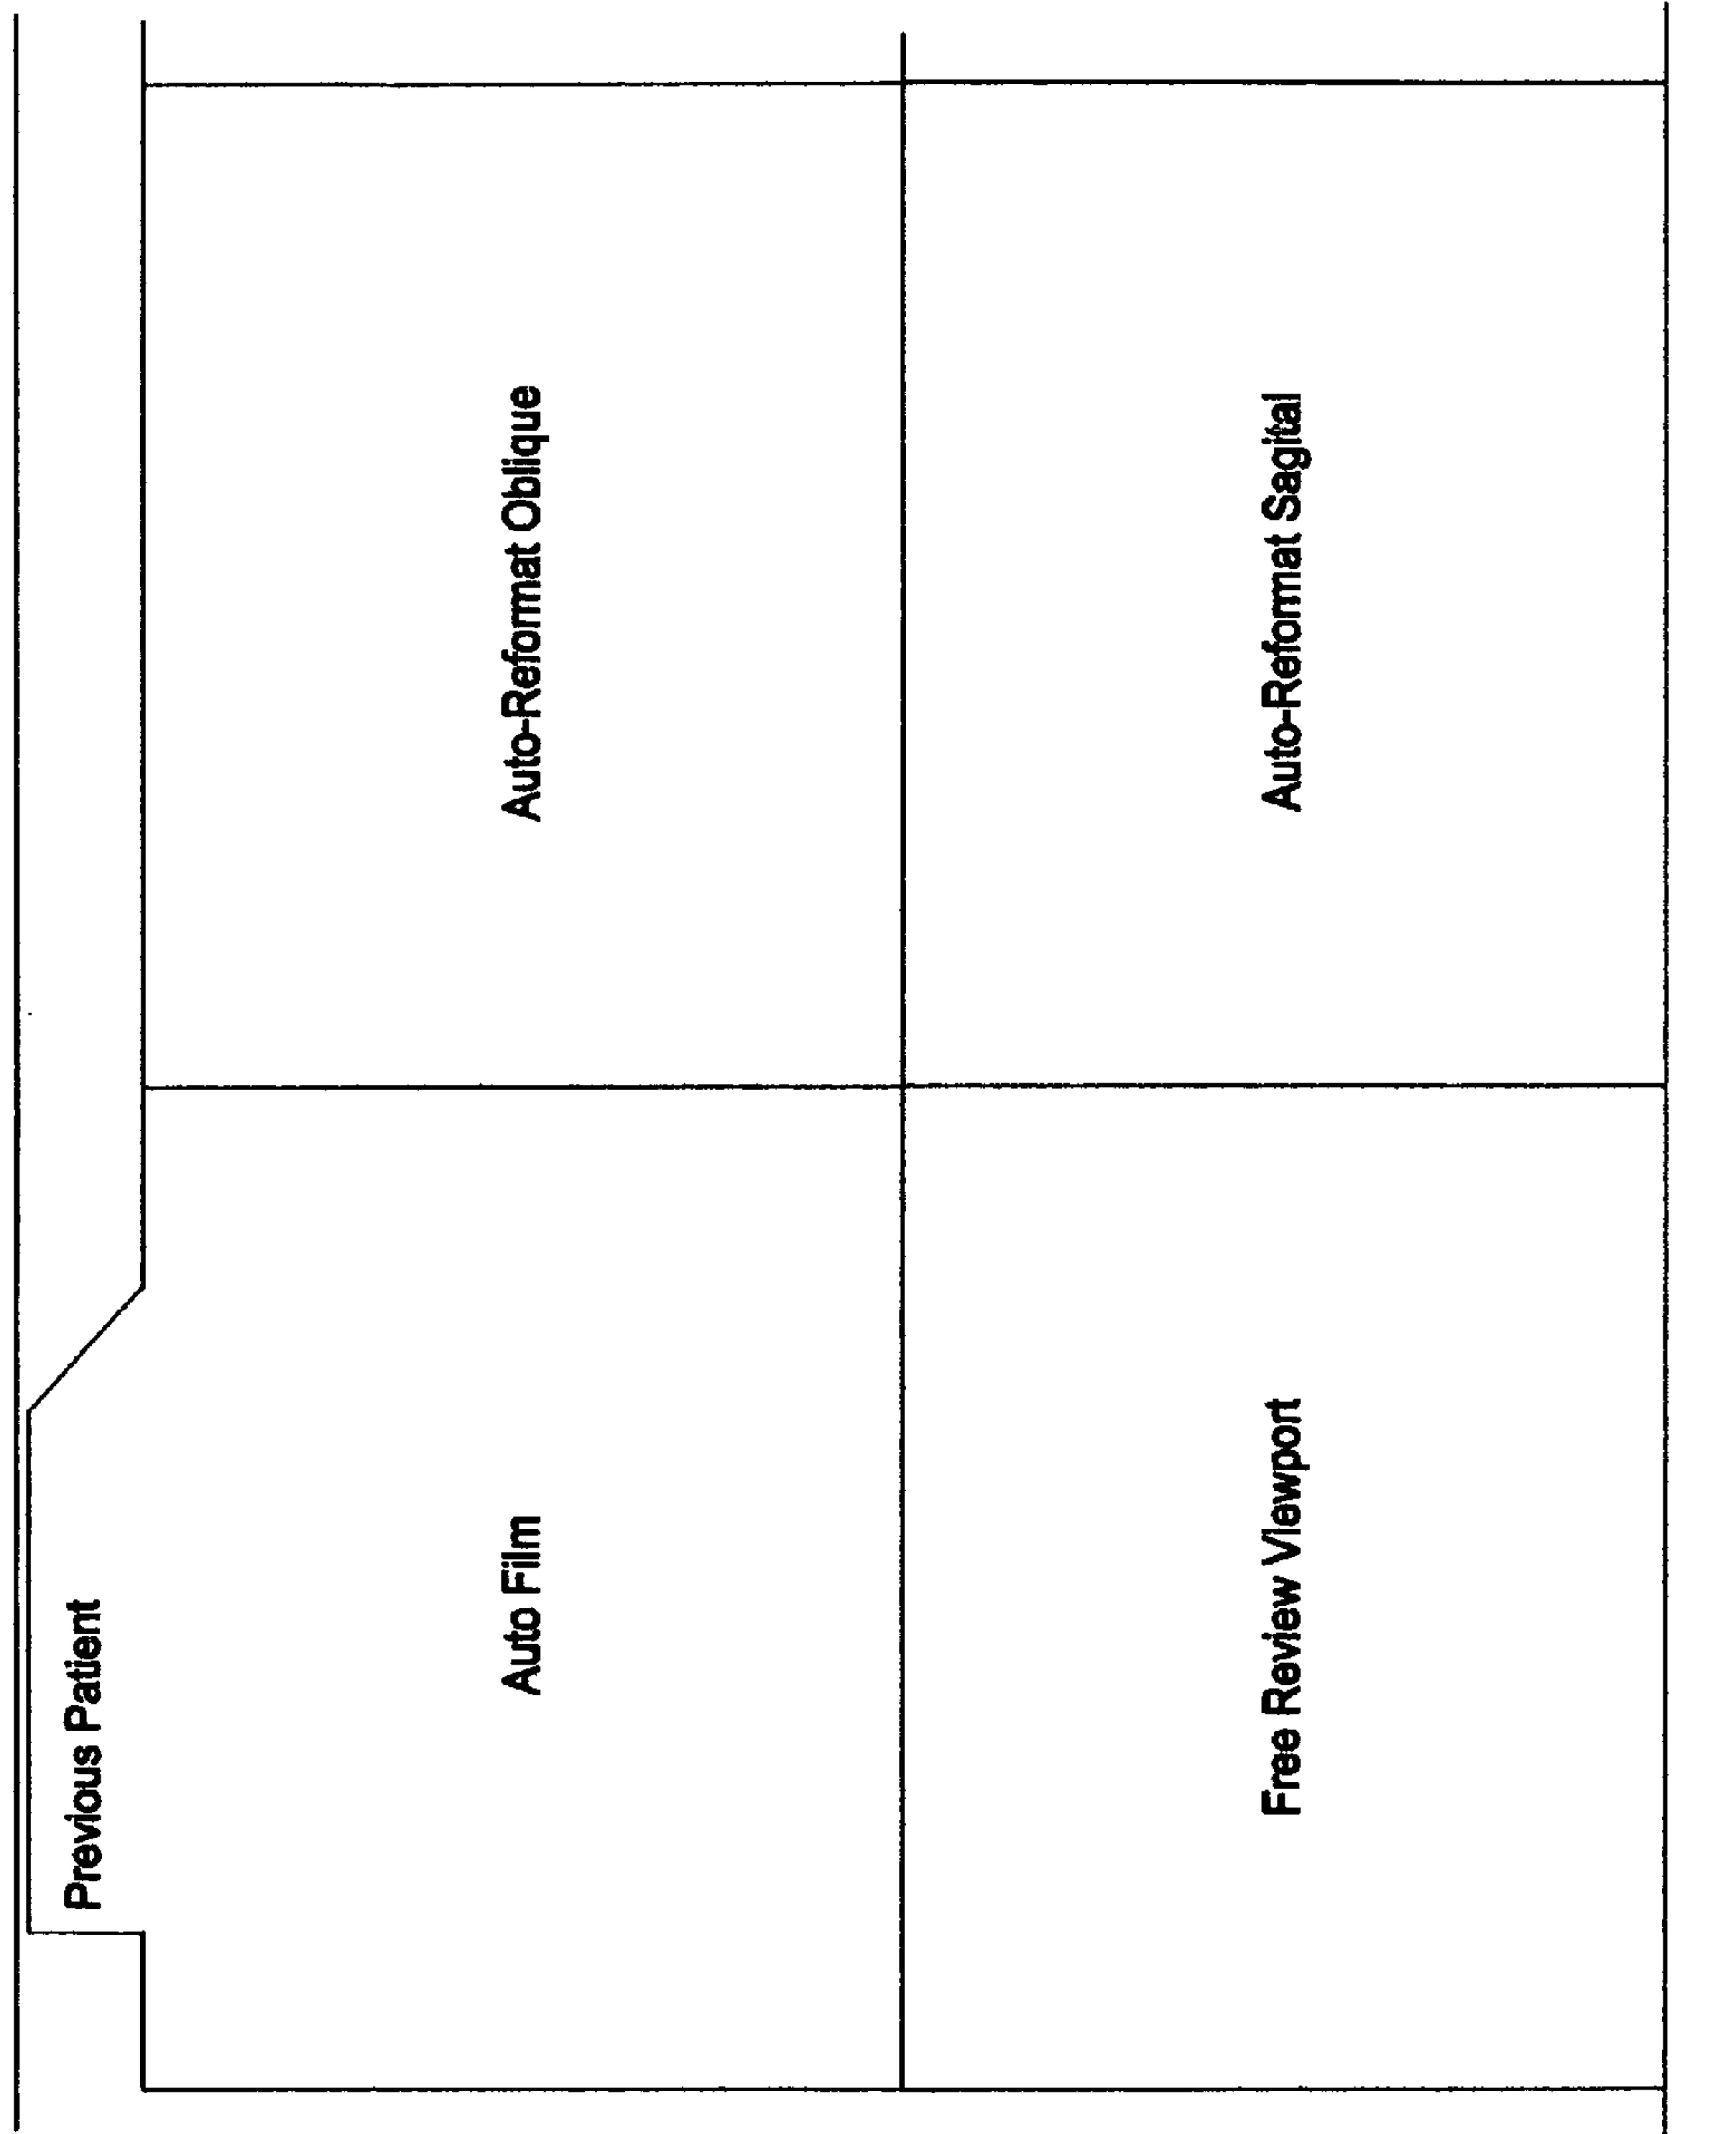 Previous Patient
Auto Film
Auto-Reformat Oblique
Free Review Viewport
Auto-Reformat Sagital